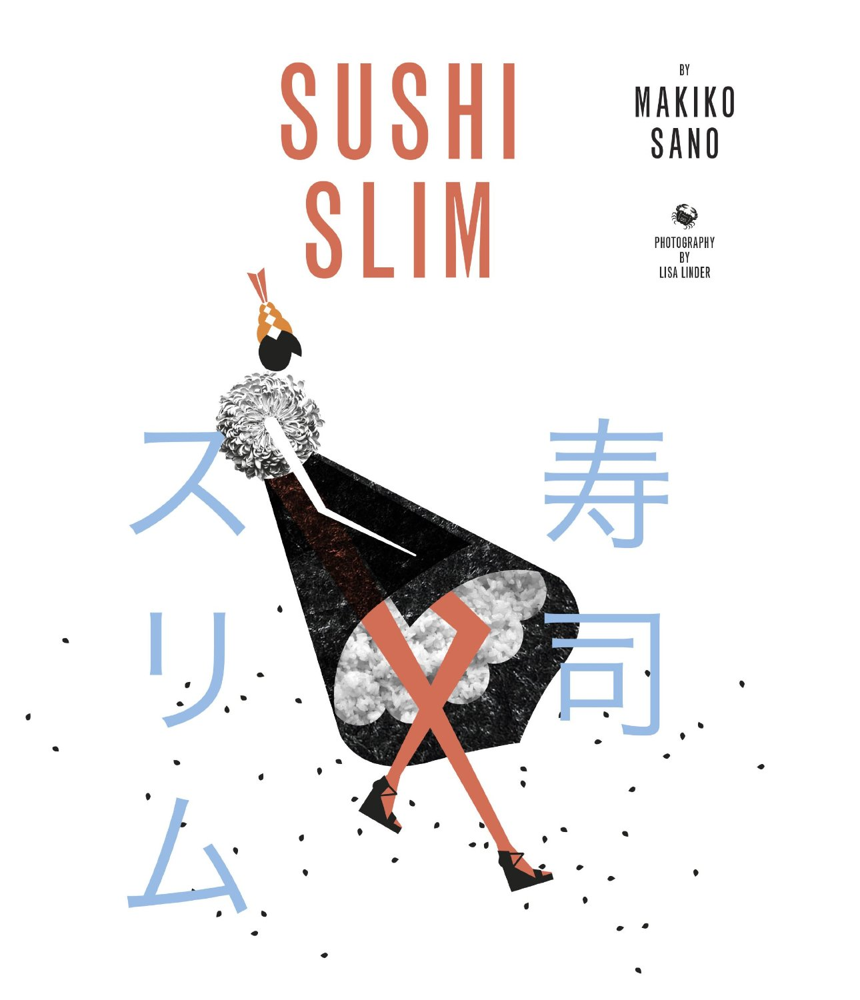 SUSHI
SLIM
BY
MAKIKO
SANO
PHOTOGRAPHY
BY
LISA LINDER
寿司
スリム